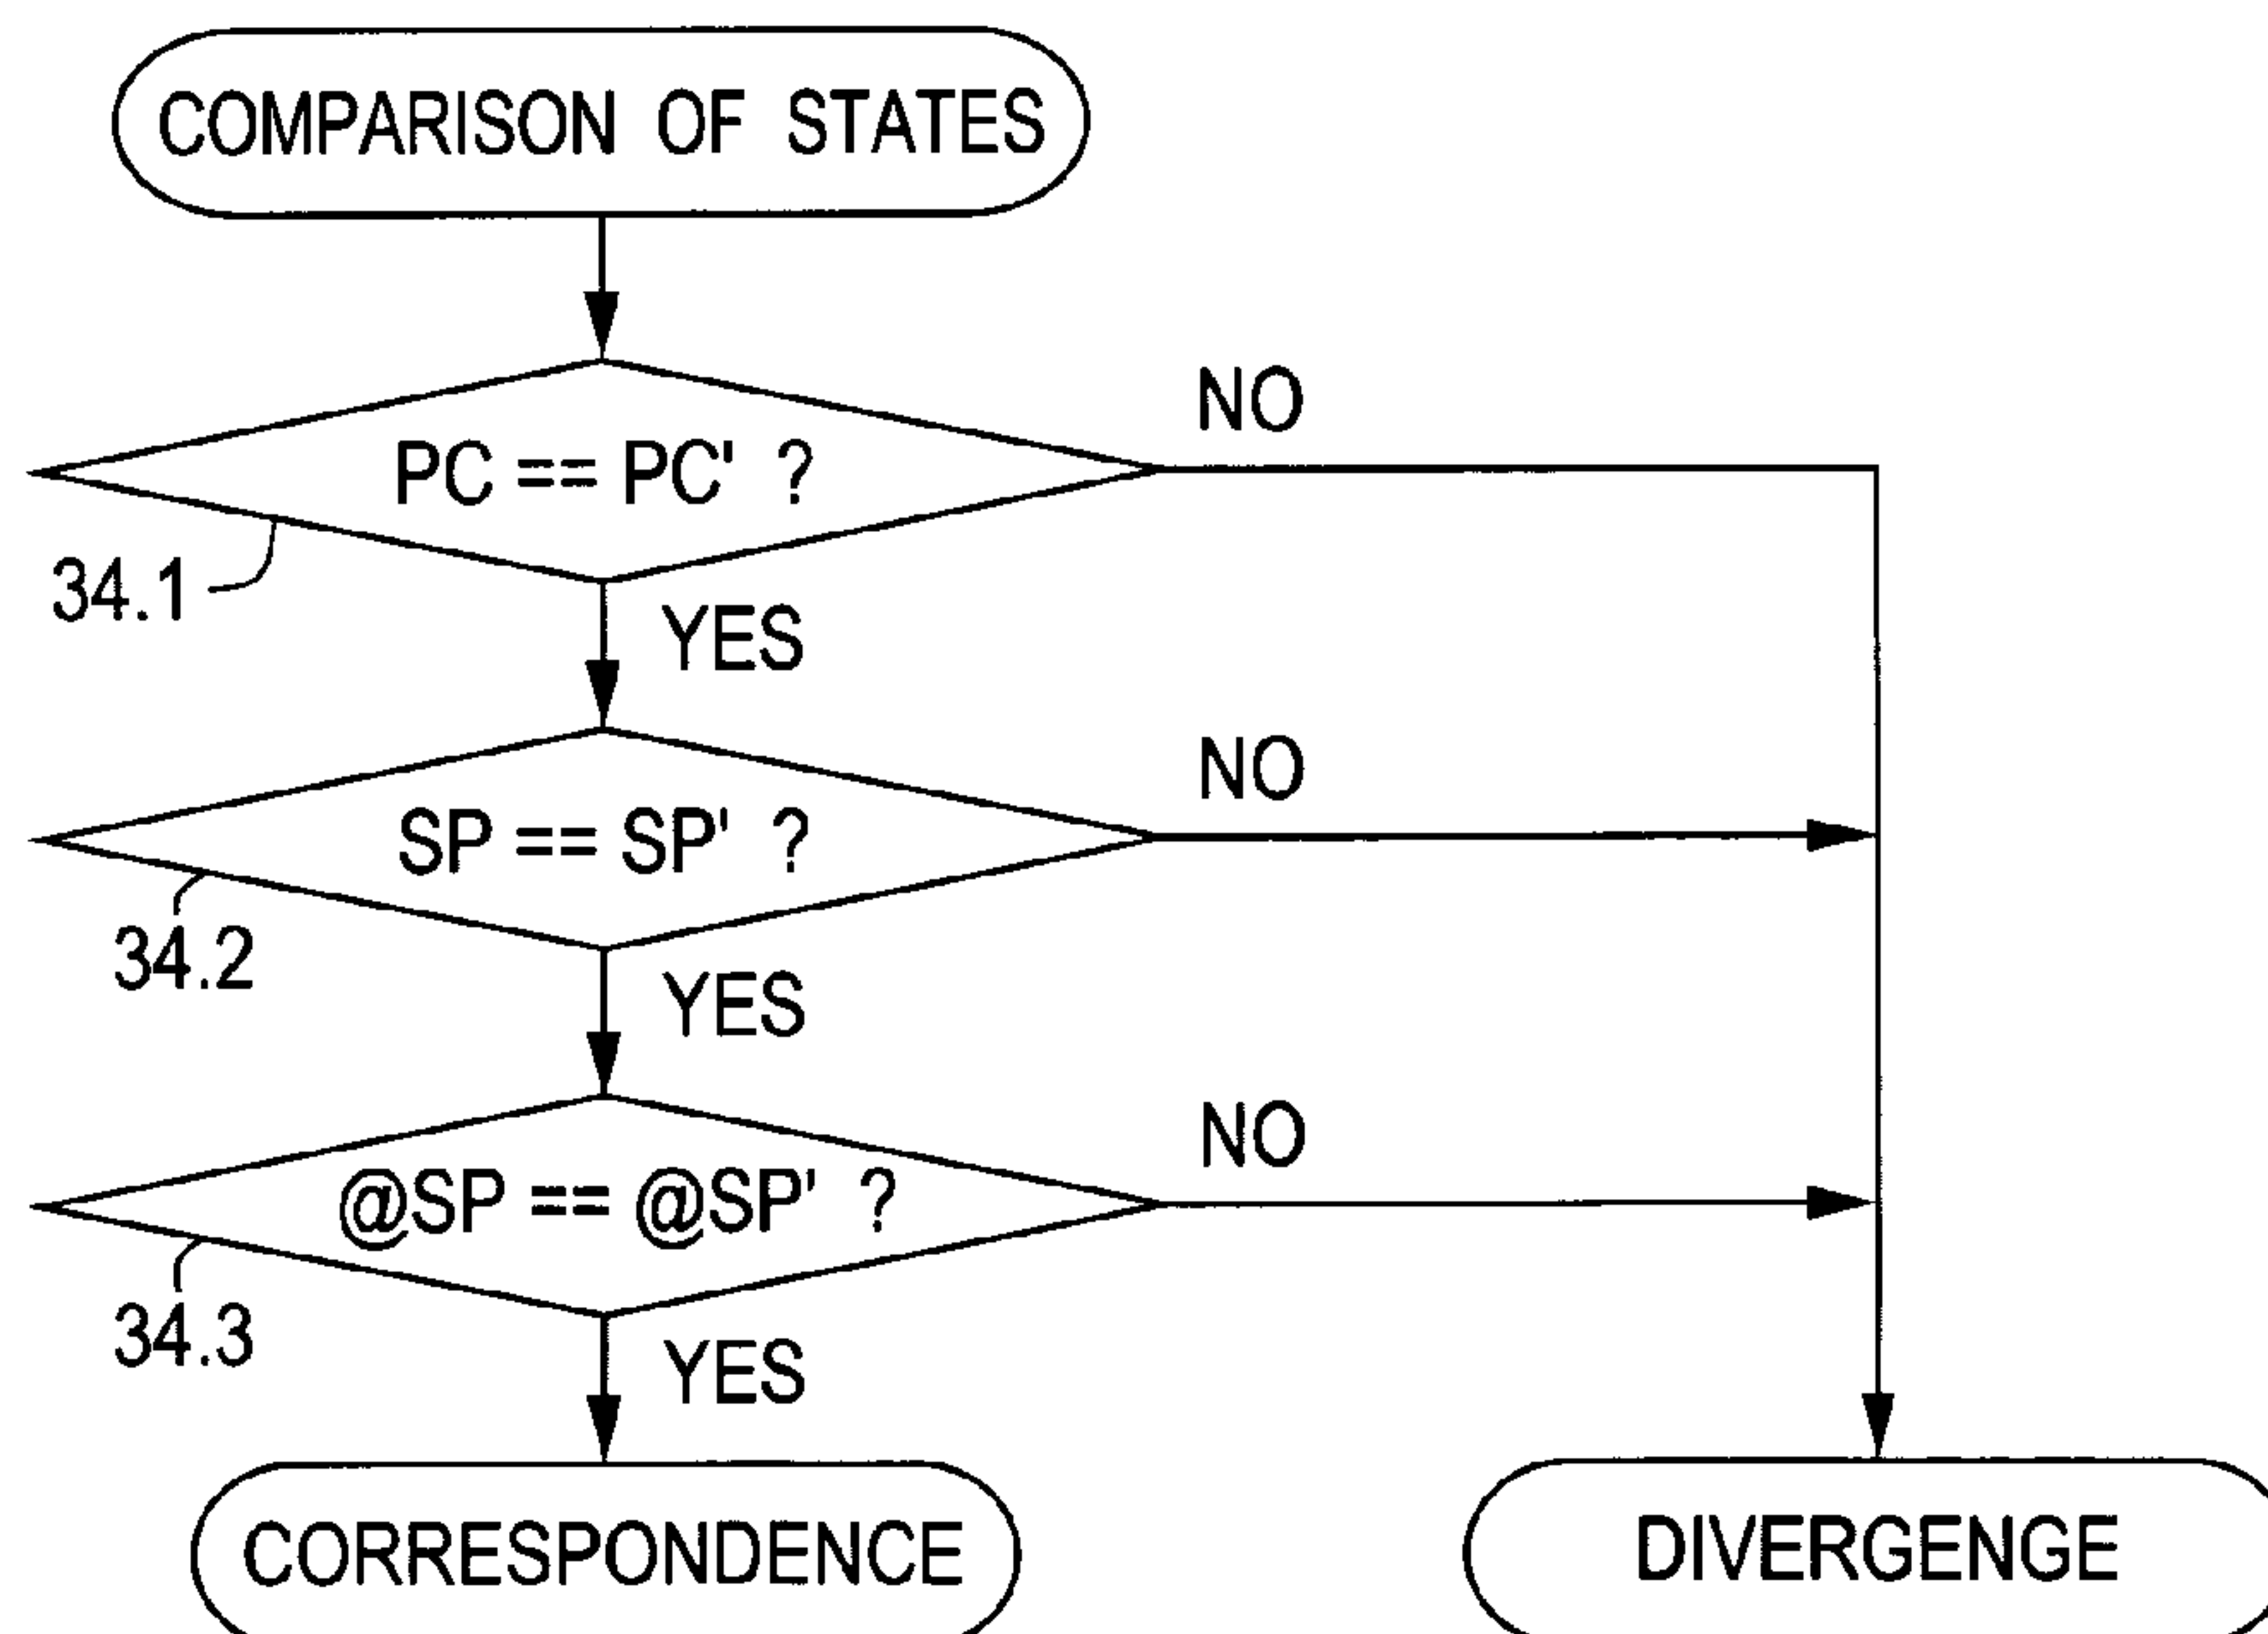 COMPARISON OF STATES
NO
PC == PC' ?
34.1
YES
NO
SP == SP' ?
34.2
YES
NO
@SP == @SP' ?
34.3
YES
CORRESPONDENCE
DIVERGENGE